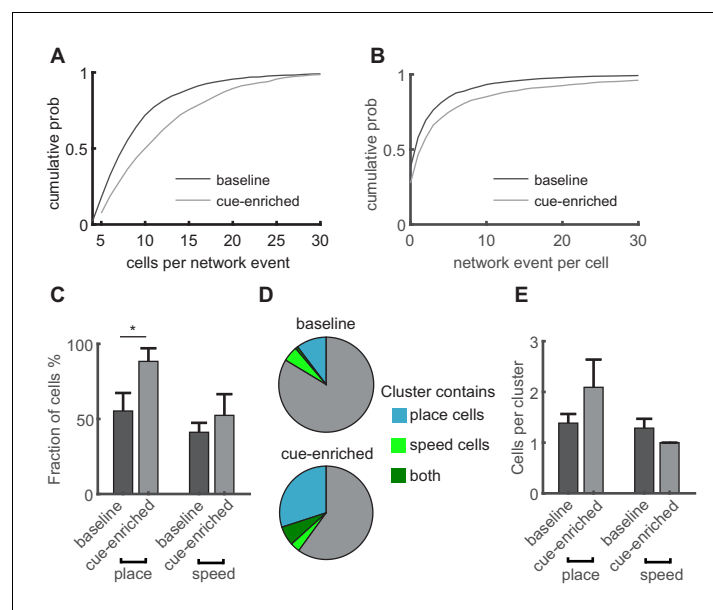 A
B
1
0.5
0
cumulative prob
baseline
cue-enriched
5 10 15 20 25 30
cells per network event
1
0.5
0
cumulative prob
baseline
cue-enriched
0 10 20 30
network event per cell
C
D
E
100
50
0
Fraction of cells %
*
baseline
cue-enriched
baseline
cue-enriched
place
speed
baseline
cue-enriched
Cluster contains
place cells
speed cells
both
3
2
1
0
Cells per cluster
baseline
cue-enriched
baseline
cue-enriched
place
speed